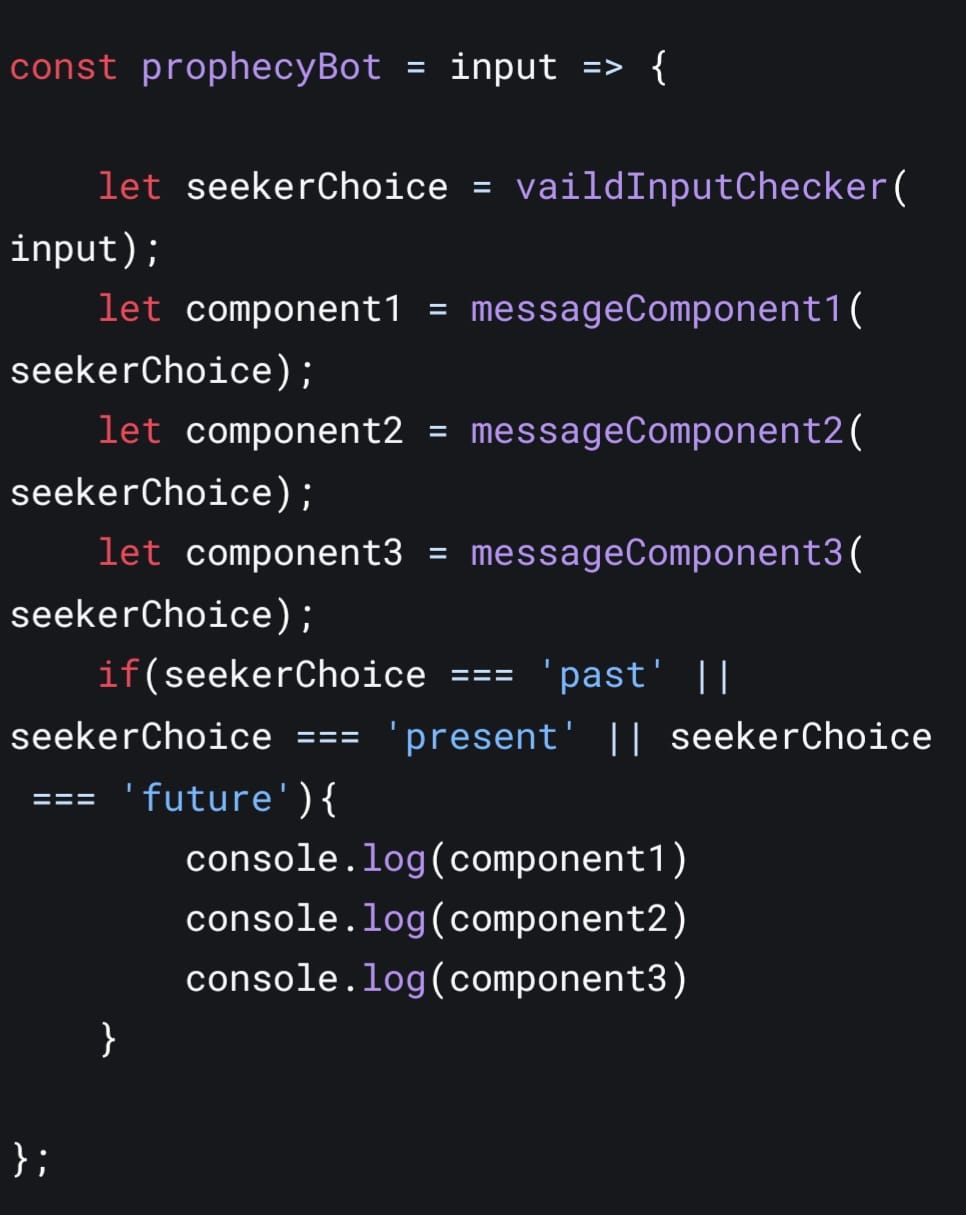 const prophecyBot = input => {
let seekerChoice = vaildInputChecker(
input);
let component1 = messageComponent1(
seekerChoice);
let component2 = messageComponent2(
seekerChoice);
let component3 = messageComponent3(
seekerChoice);
if(seekerChoice === 'past' ||
seekerChoice === 'present' || seekerChoice
=== 'future'){
console.log(component1)
console.log(component2)
console.log(component3)
}
};